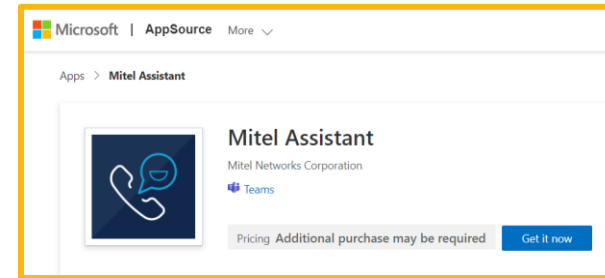 Microsoft | AppSource More
Apps > Mitel Assistant
Mitel Assistant
Mitel Networks Corporation
Teams
Pricing Additional purchase may be required Get it now